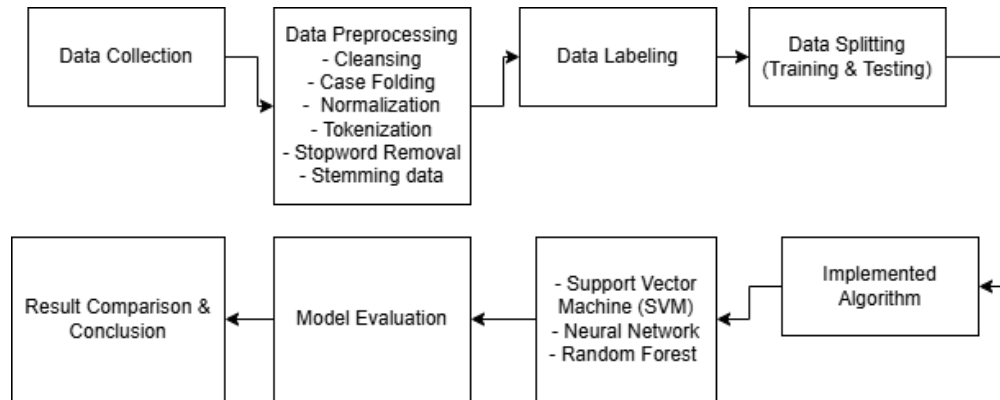 Data Collection
Data Preprocessing
- Cleansing
- Case Folding
- Normalization
- Tokenization
- Stopword Removal
- Stemming data
Data Labeling
Data Splitting
(Training & Testing)
Implemented
Algorithm
- Support Vector
Machine (SVM)
- Neural Network
- Random Forest
Model Evaluation
Result Comparison &
Conclusion